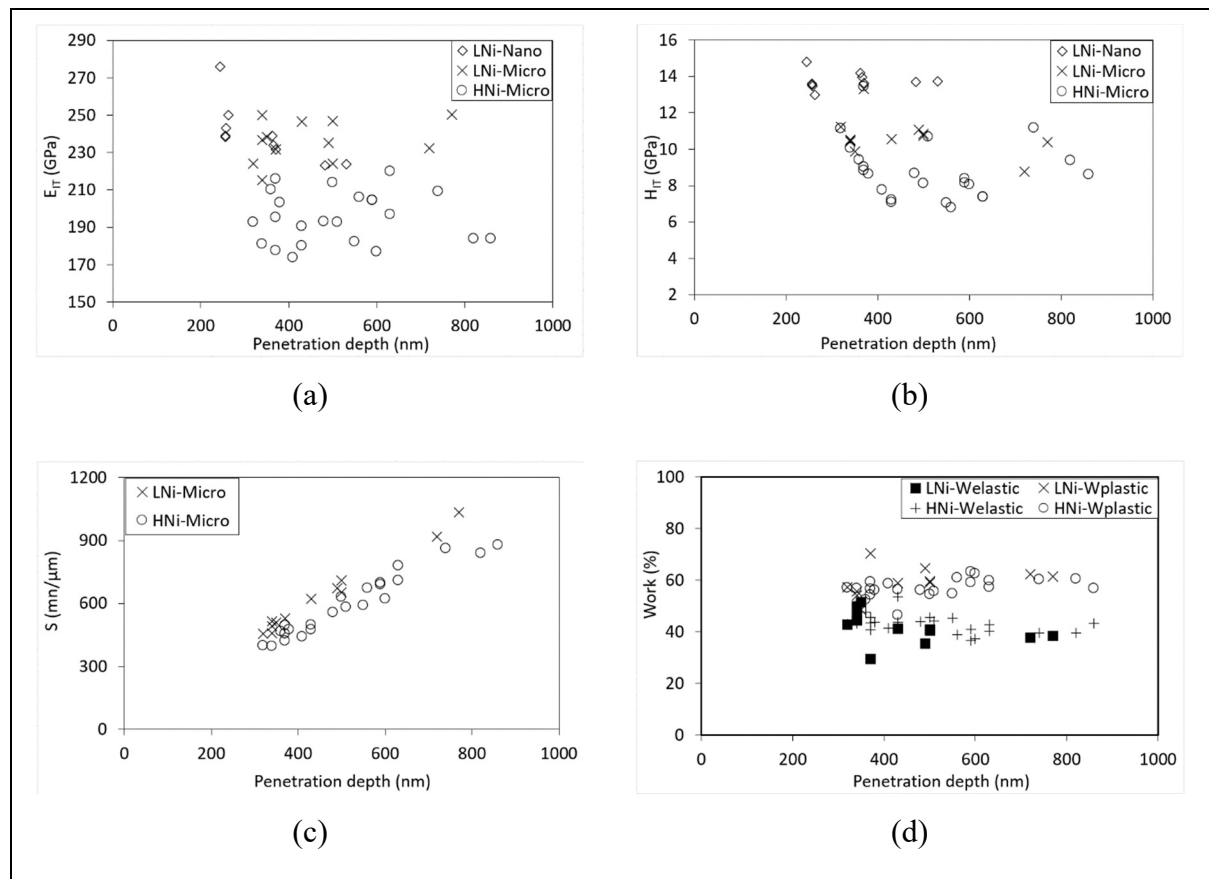 290
270
250
230
210
190
170
150
E_IT (GPa)
◇ LNi-Nano
× LNi-Micro
○ HNi-Micro
0 200 400 600 800 1000
Penetration depth (nm)
(a)
16
14
12
10
8
6
4
2
H_IT (GPa)
◇ LNi-Nano
× LNi-Micro
○ HNi-Micro
0 200 400 600 800 1000
Penetration depth (nm)
(b)
1200
900
600
300
0
S (mn/µm)
× LNi-Micro
○ HNi-Micro
0 200 400 600 800 1000
Penetration depth (nm)
(c)
100
80
60
40
20
0
Work (%)
■ LNi-Welastic × LNi-Wplastic
+ HNi-Welastic ○ HNi-Wplastic
0 200 400 600 800 1000
Penetration depth (nm)
(d)